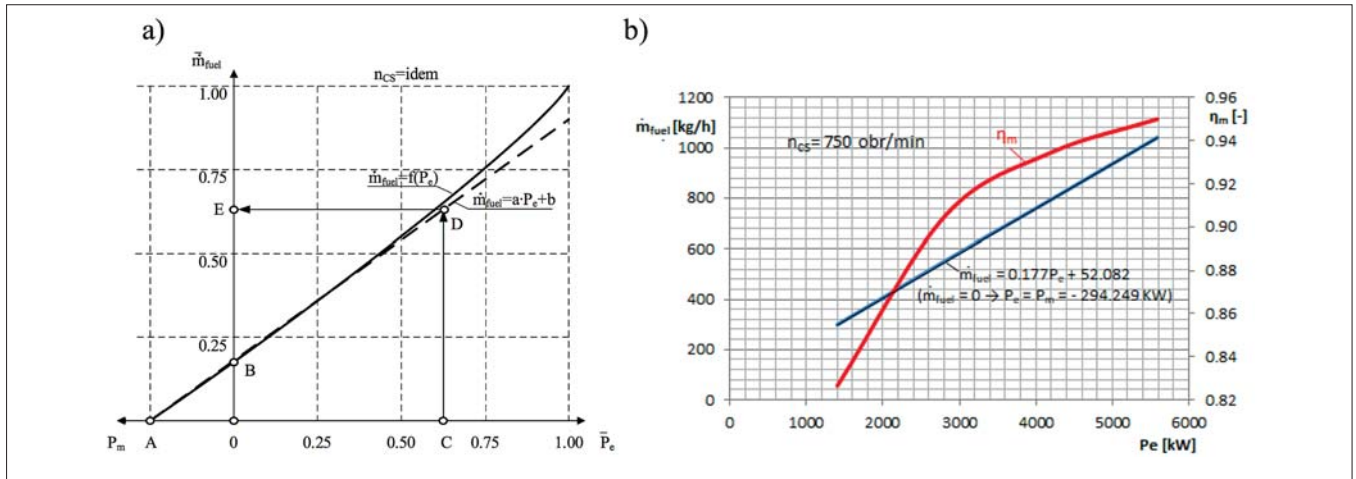 a)
m̄̇fuel
1.00
nCS=idem
0.75
ṁfuel=f(Pe)
ṁfuel=a·Pe+b
E
D
0.50
0.25
B
Pm A 0 0.25 0.50 C 0.75 1.00 P̄e
b)
1200 0.96
ṁfuel [kg/h] ηm [-]
1000 0.94
nCS= 750 obr/min
ηm
800 0.92
600 0.90
ṁfuel = 0.177Pe + 52.082
0.88
(ṁfuel = 0 → Pe = Pm = - 294.249 KW)
400 0.86
200 0.84
0 0.82
0 1000 2000 3000 4000 5000 6000
Pe [kW]